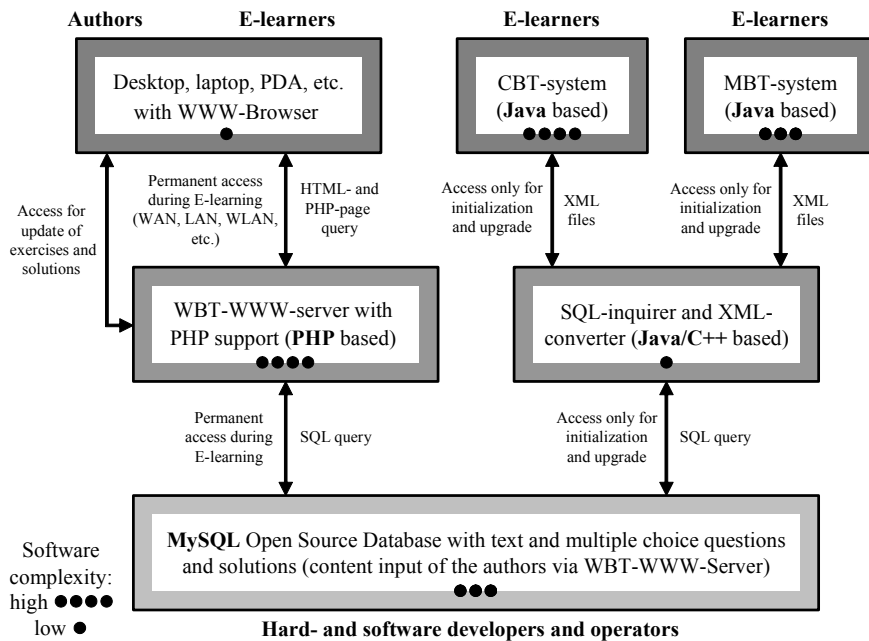 Authors
E-learners
E-learners
E-learners
Desktop, laptop, PDA, etc.
with WWW-Browser
CBT-system
(Java based)
MBT-system
(Java based)
Access for
update of
exercises and
solutions
Permanent access
during E-learning
(WAN, LAN, WLAN,
etc.)
HTML- and
PHP-page
query
Access only for
initialization
and upgrade
XML
files
Access only for
initialization
and upgrade
XML
files
WBT-WWW-server with
PHP support (PHP based)
SQL-inquirer and XML-
converter (Java/C++ based)
Permanent
access during
E-learning
SQL query
Access only for
initialization
and upgrade
SQL query
MySQL Open Source Database with text and multiple choice questions
and solutions (content input of the authors via WBT-WWW-Server)
Software
complexity:
high
low
Hard- and software developers and operators